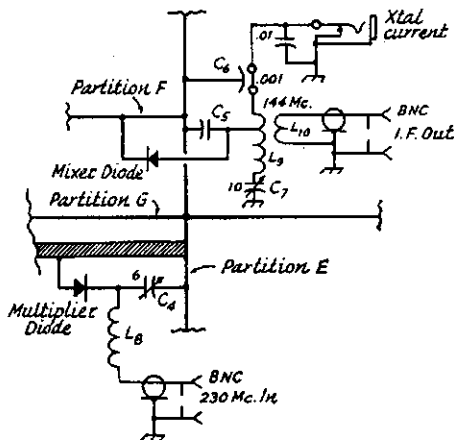 Xtal
current
.01
C6
.001
Partition F
144 Mc.
C5
L10
BNC
I.F. Out
L9
Mixer Diode
10
C7
Partition G
Partition E
6
C4
Multiplier
Diode
L8
BNC
230 Mc. In